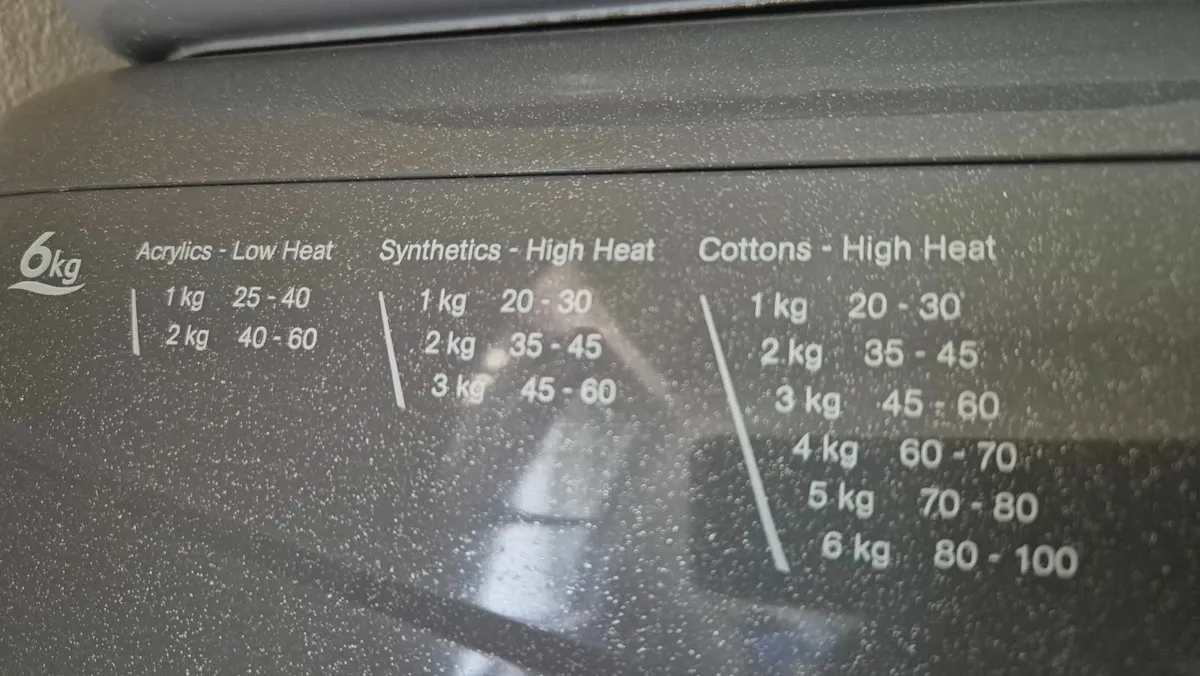 6kg
Acrylics - Low Heat
1 kg 25 - 40
2 kg 40 - 60
Synthetics - High Heat
1 kg 20 - 30
2 kg 35 - 45
3 kg 45 - 60
Cottons - High Heat
1 kg 20 - 30
2 kg 35 - 45
3 kg 45 - 60
4 kg 60 - 70
5 kg 70 - 80
6 kg 80 - 100